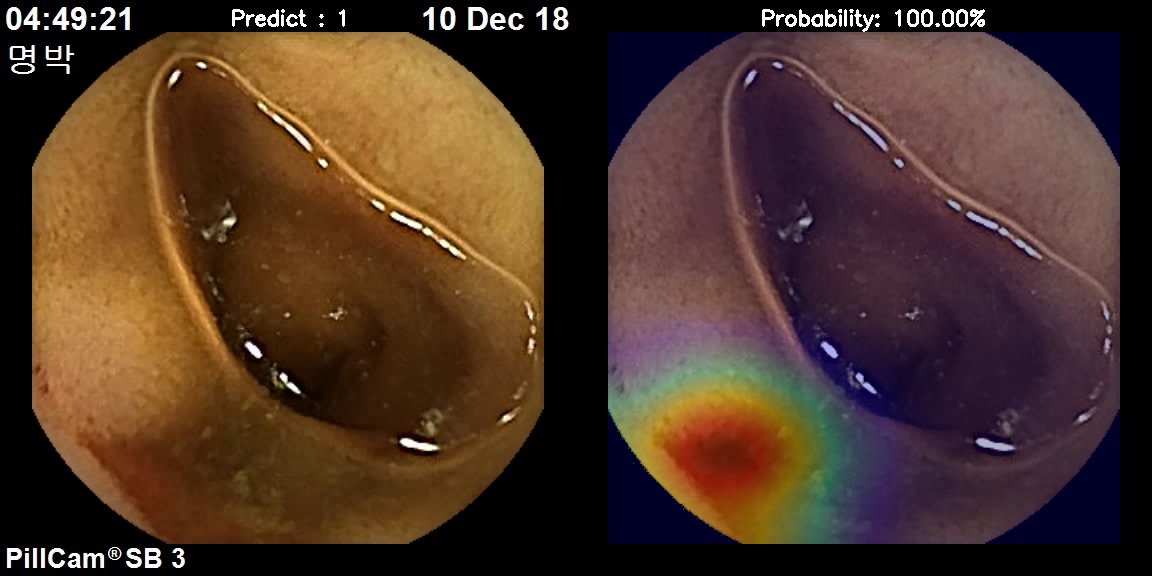 04:49:21
Predict : 1
10 Dec 18
Probability: 100.00%
명박
PillCam® SB 3